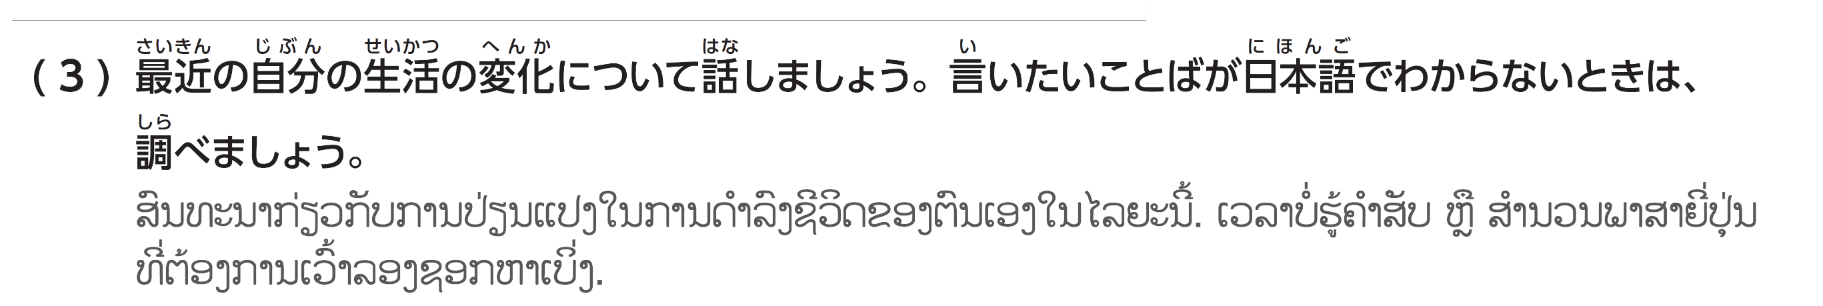 さいきん じぶん せいかつ へんか はな い にほんご
(3) 最近の自分の生活の変化について話しましょう。言いたいことばが日本語でわからないときは、
しら
調べましょう。
ສົນທະນາກ່ຽວກັບການປ່ຽນແປງໃນການດຳລົງຊີວິດຂອງຕົນເອງໃນໄລຍະນີ້. ເວລາບໍ່ຮູ້ຄຳສັບ ຫຼື ສຳນວນພາສາຍີ່ປຸ່ນ
ທີ່ຕ້ອງການເວົ້າລອງຊອກຫາເບິ່ງ.